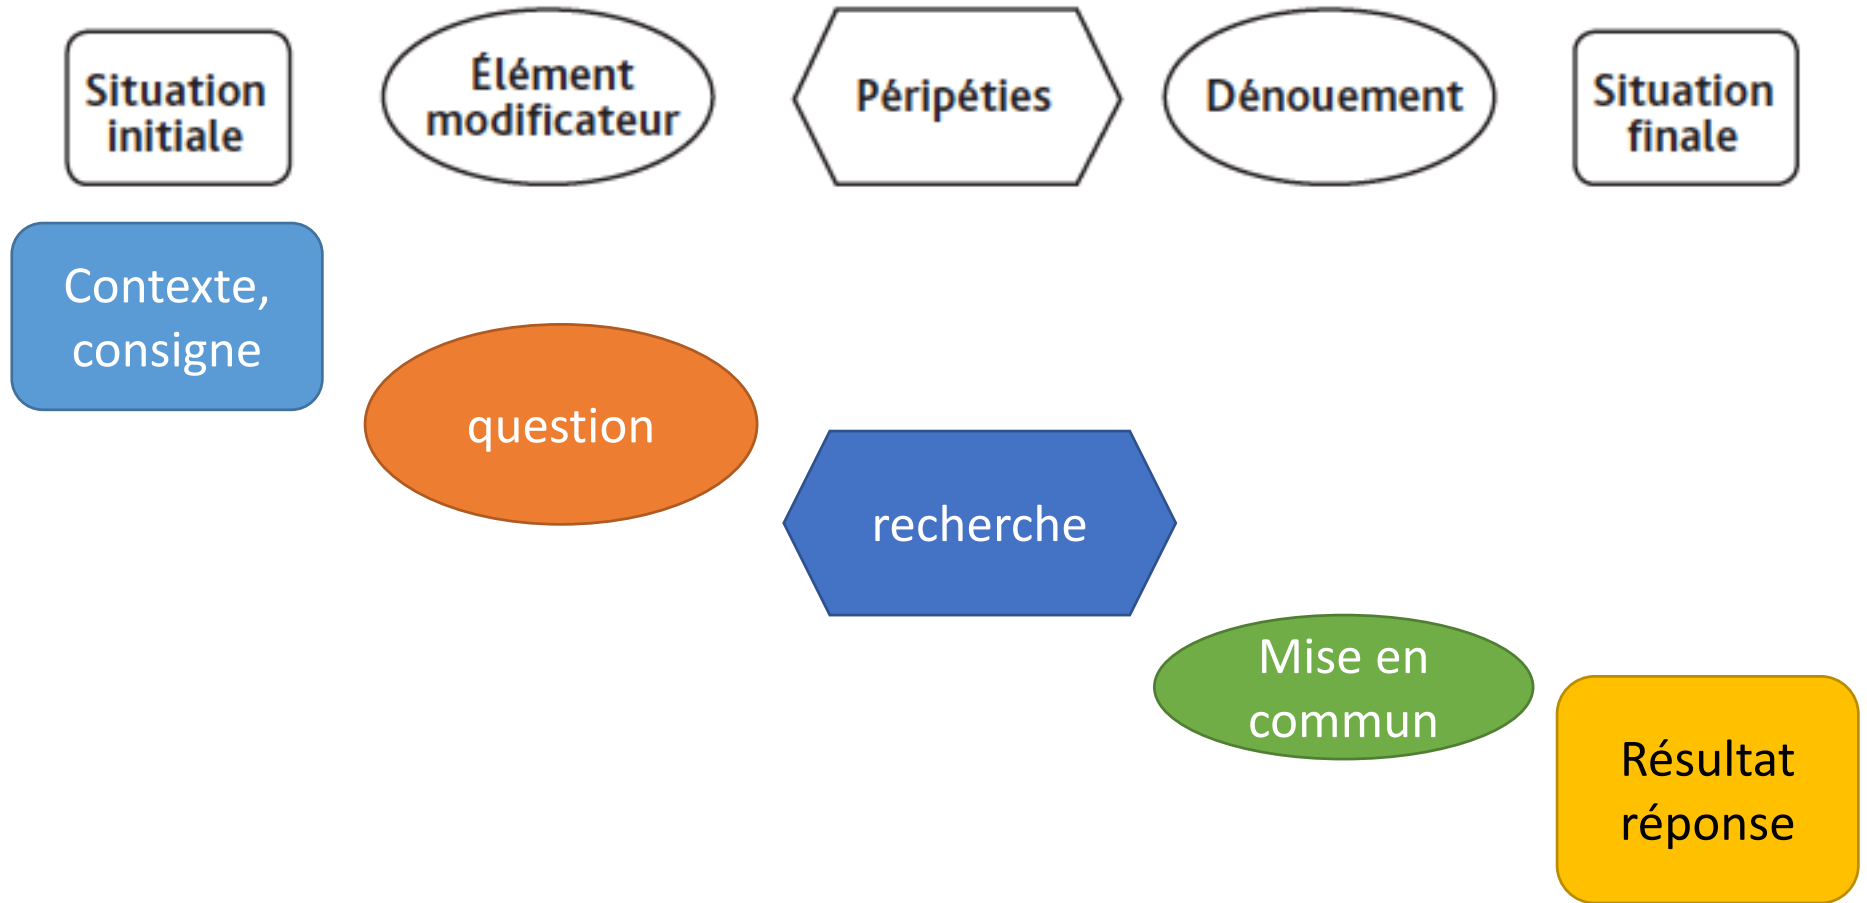 Situation
initiale
Élément
modificateur
Péripéties
Dénouement
Situation
finale
Contexte,
consigne
question
recherche
Mise en
commun
Résultat
réponse